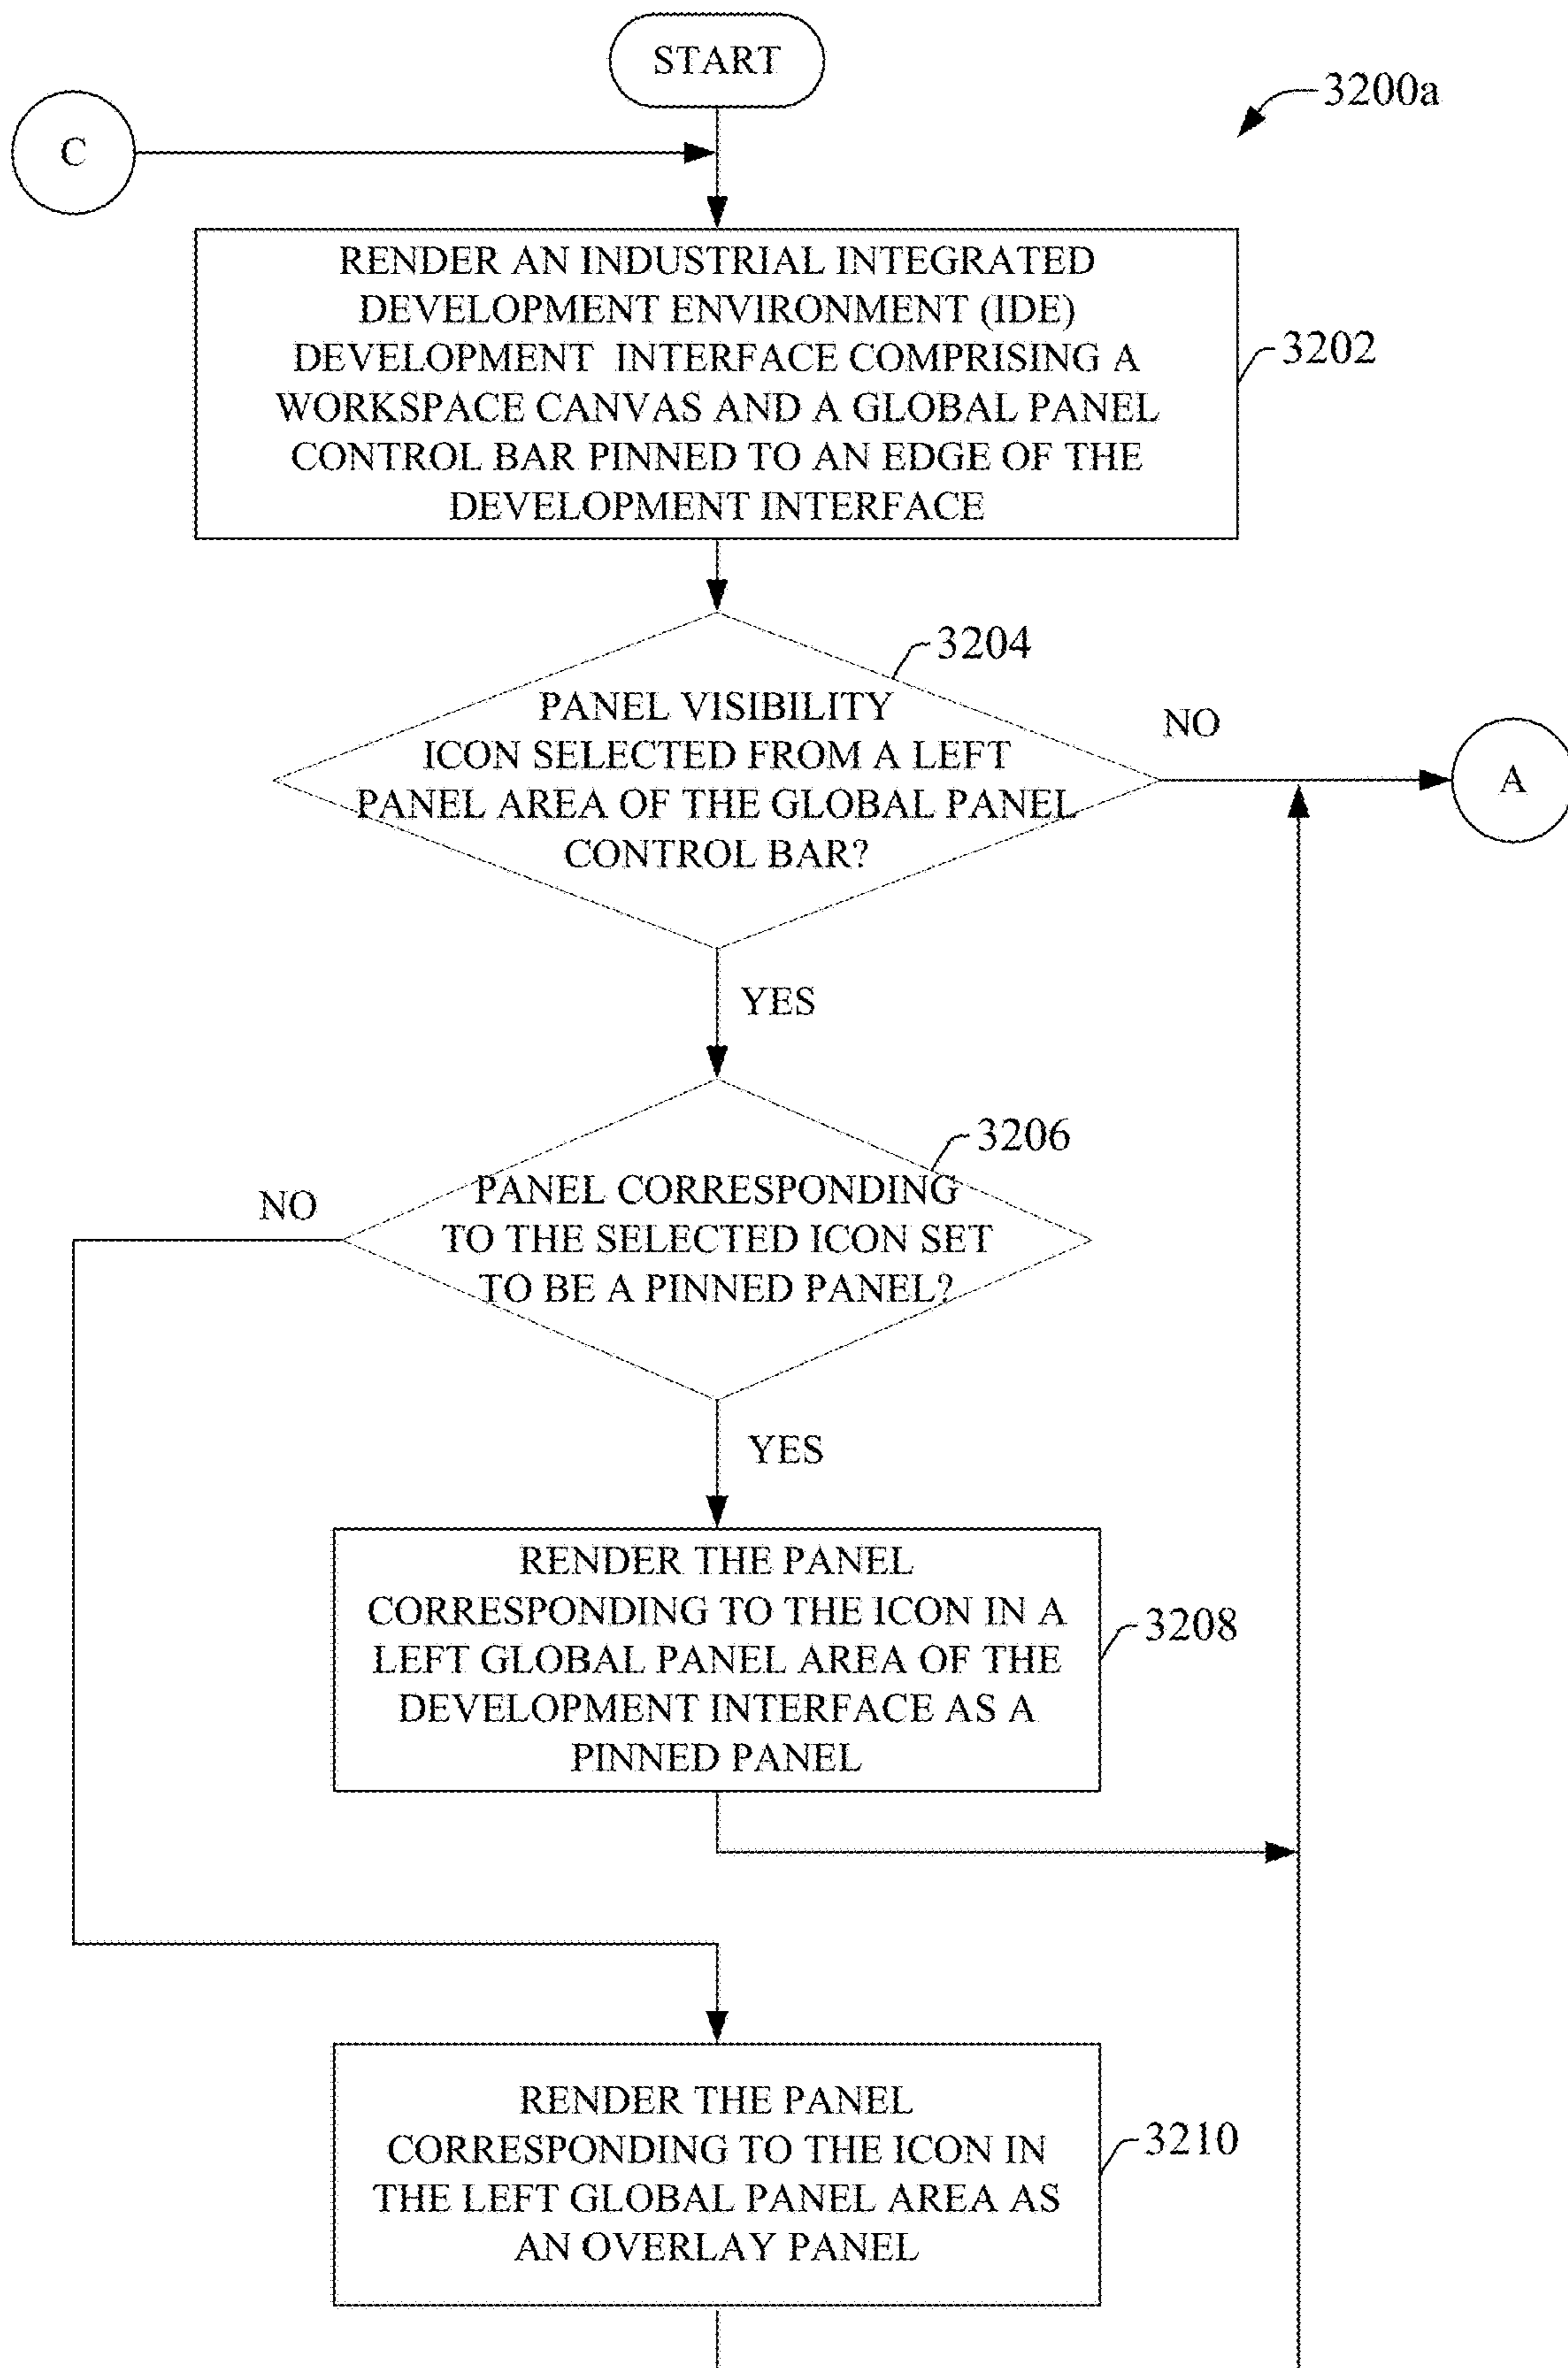 START
3200a
C
RENDER AN INDUSTRIAL INTEGRATED
DEVELOPMENT ENVIRONMENT (IDE)
DEVELOPMENT INTERFACE COMPRISING A
WORKSPACE CANVAS AND A GLOBAL PANEL
CONTROL BAR PINNED TO AN EDGE OF THE
DEVELOPMENT INTERFACE
3202
3204
PANEL VISIBILITY
ICON SELECTED FROM A LEFT
PANEL AREA OF THE GLOBAL PANEL
CONTROL BAR?
NO
A
YES
3206
PANEL CORRESPONDING
TO THE SELECTED ICON SET
TO BE A PINNED PANEL?
NO
YES
RENDER THE PANEL
CORRESPONDING TO THE ICON IN A
LEFT GLOBAL PANEL AREA OF THE
DEVELOPMENT INTERFACE AS A
PINNED PANEL
3208
RENDER THE PANEL
CORRESPONDING TO THE ICON IN
THE LEFT GLOBAL PANEL AREA AS
AN OVERLAY PANEL
3210